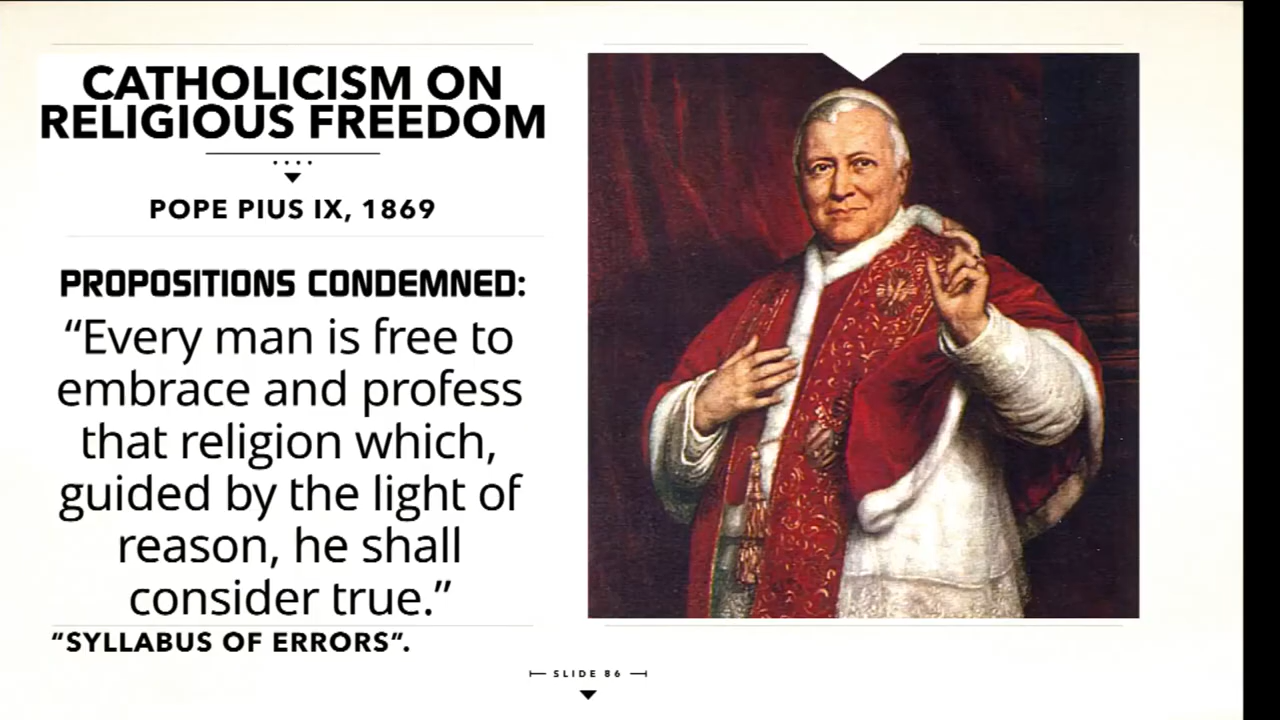 CATHOLICISM ON
RELIGIOUS FREEDOM
POPE PIUS IX, 1869
PROPOSITIONS CONDEMNED:
“Every man is free to
embrace and profess
that religion which,
guided by the light of
reason, he shall
consider true.”
“SYLLABUS OF ERRORS”.
SLIDE 86